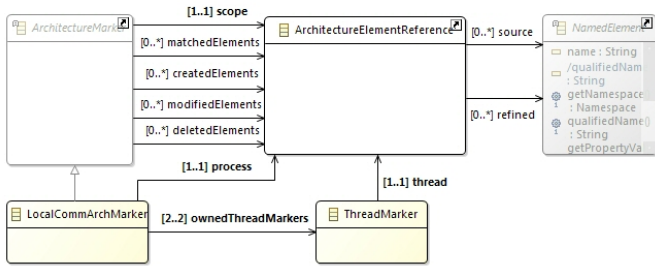 [1..1] scope
ArchitectureMarker
ArchitectureElementReference
NamedElement
[0..*] matchedElements
[0..*] source
name : String
[0..*] createdElements
/qualifiedNam
: String
getNamespace
[0..*] modifiedElements
: Namespace
[0..*] refined
qualifiedName()
[0..*] deletedElements
: String
getPropertyVa
[1..1] process
[1..1] thread
LocalCommArchMarker
[2..2] ownedThreadMarkers
ThreadMarker